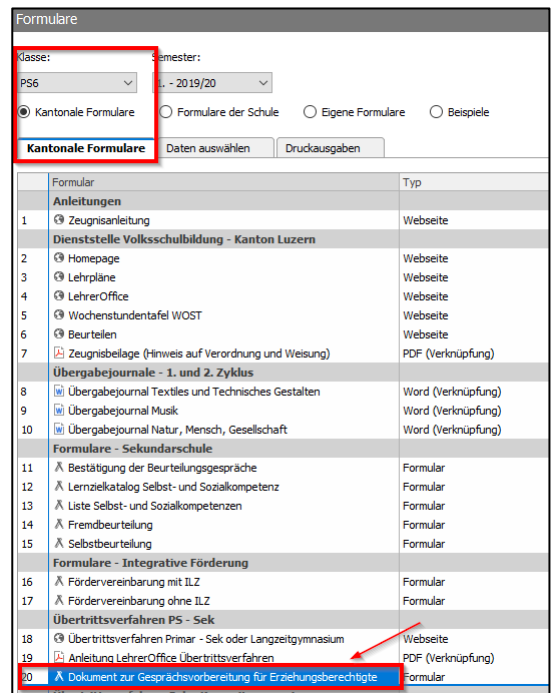 Formulare
Klasse: Semester:
PS6 1. - 2019/20
Kantonale Formulare Formulare der Schule Eigene Formulare Beispiele
Kantonale Formulare Daten auswählen Druckausgaben
Formular Typ
Anleitungen
1 Zeugnisanleitung Webseite
Dienststelle Volksschulbildung - Kanton Luzern
2 Homepage Webseite
3 Lehrpläne Webseite
4 LehrerOffice Webseite
5 Wochenstundentafel WOST Webseite
6 Beurteilen Webseite
7 Zeugnisbeilage (Hinweis auf Verordnung und Weisung) PDF (Verknüpfung)
Übergabejournale - 1. und 2. Zyklus
8 Übergabejournal Textiles und Technisches Gestalten Word (Verknüpfung)
9 Übergabejournal Musik Word (Verknüpfung)
10 Übergabejournal Natur, Mensch, Gesellschaft Word (Verknüpfung)
Formulare - Sekundarschule
11 Bestätigung der Beurteilungsgespräche Formular
12 Lernzielkatalog Selbst- und Sozialkompetenz Formular
13 Liste Selbst- und Sozialkompetenzen Formular
14 Fremdbeurteilung Formular
15 Selbstbeurteilung Formular
Formulare - Integrative Förderung
16 Fördervereinbarung mit ILZ Formular
17 Fördervereinbarung ohne ILZ Formular
Übertrittsverfahren PS - Sek
18 Übertrittsverfahren Primar - Sek oder Langzeitgymnasium Webseite
19 Anleitung LehrerOffice Übertrittsverfahren PDF (Verknüpfung)
20 Dokument zur Gesprächsvorbereitung für Erziehungsberechtigte Formular